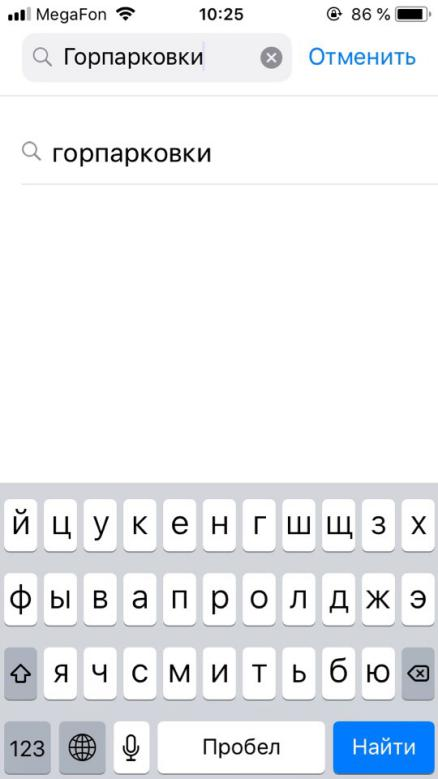 MegaFon 10:25 86 %
Горпарковки Отменить
горпарковки
й ц у к е н г ш щ з х
ф ы в а п р о л д ж э
я ч с м и т ь б ю
123 Пробел Найти